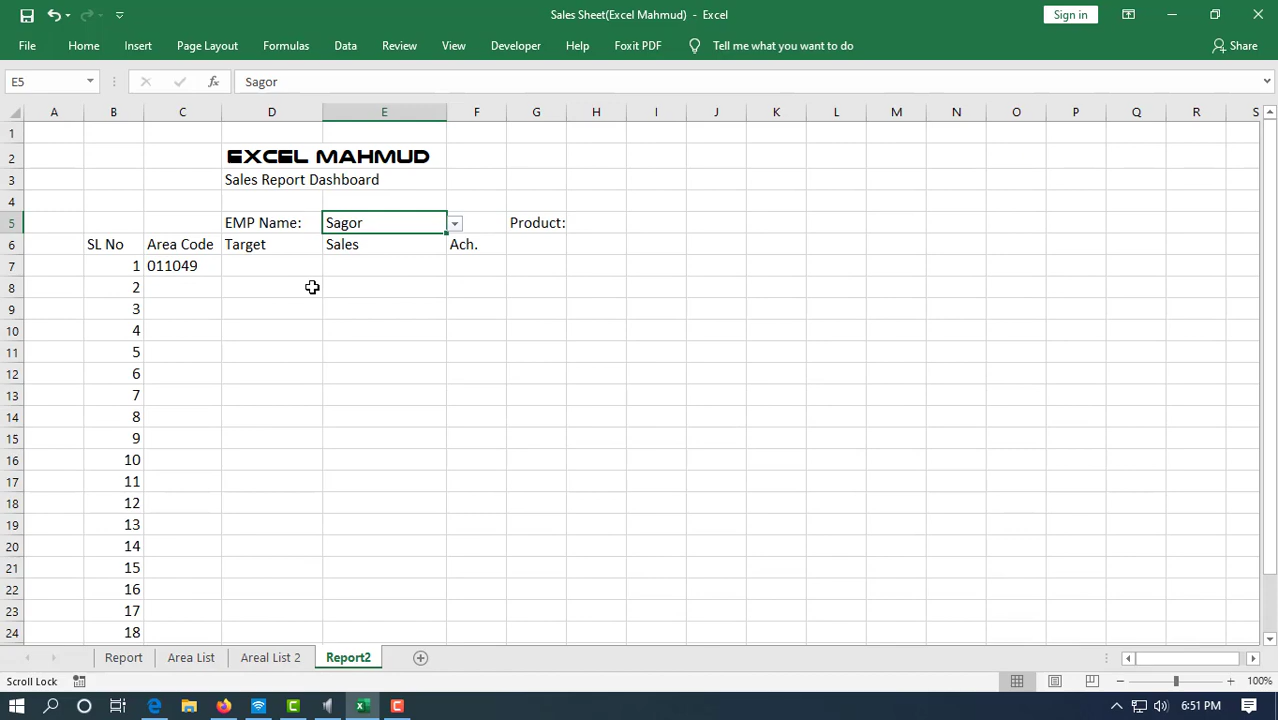 Sales Sheet(Excel Mahmud) - Excel
Sign in
File Home Insert Page Layout Formulas Data Review View Developer Help Foxit PDF Tell me what you want to do Share
E5 fx Sagor
A B C D E F G H I J K L M N O P Q R S
1
2 EXCEL MAHMUD
3 Sales Report Dashboard
4
5 EMP Name: Sagor Product:
6 SL No Area Code Target Sales Ach.
7 1 011049
8 2
9 3
10 4
11 5
12 6
13 7
14 8
15 9
16 10
17 11
18 12
19 13
20 14
21 15
22 16
23 17
24 18
Report Area List Areal List 2 Report2
Scroll Lock 100%
6:51 PM